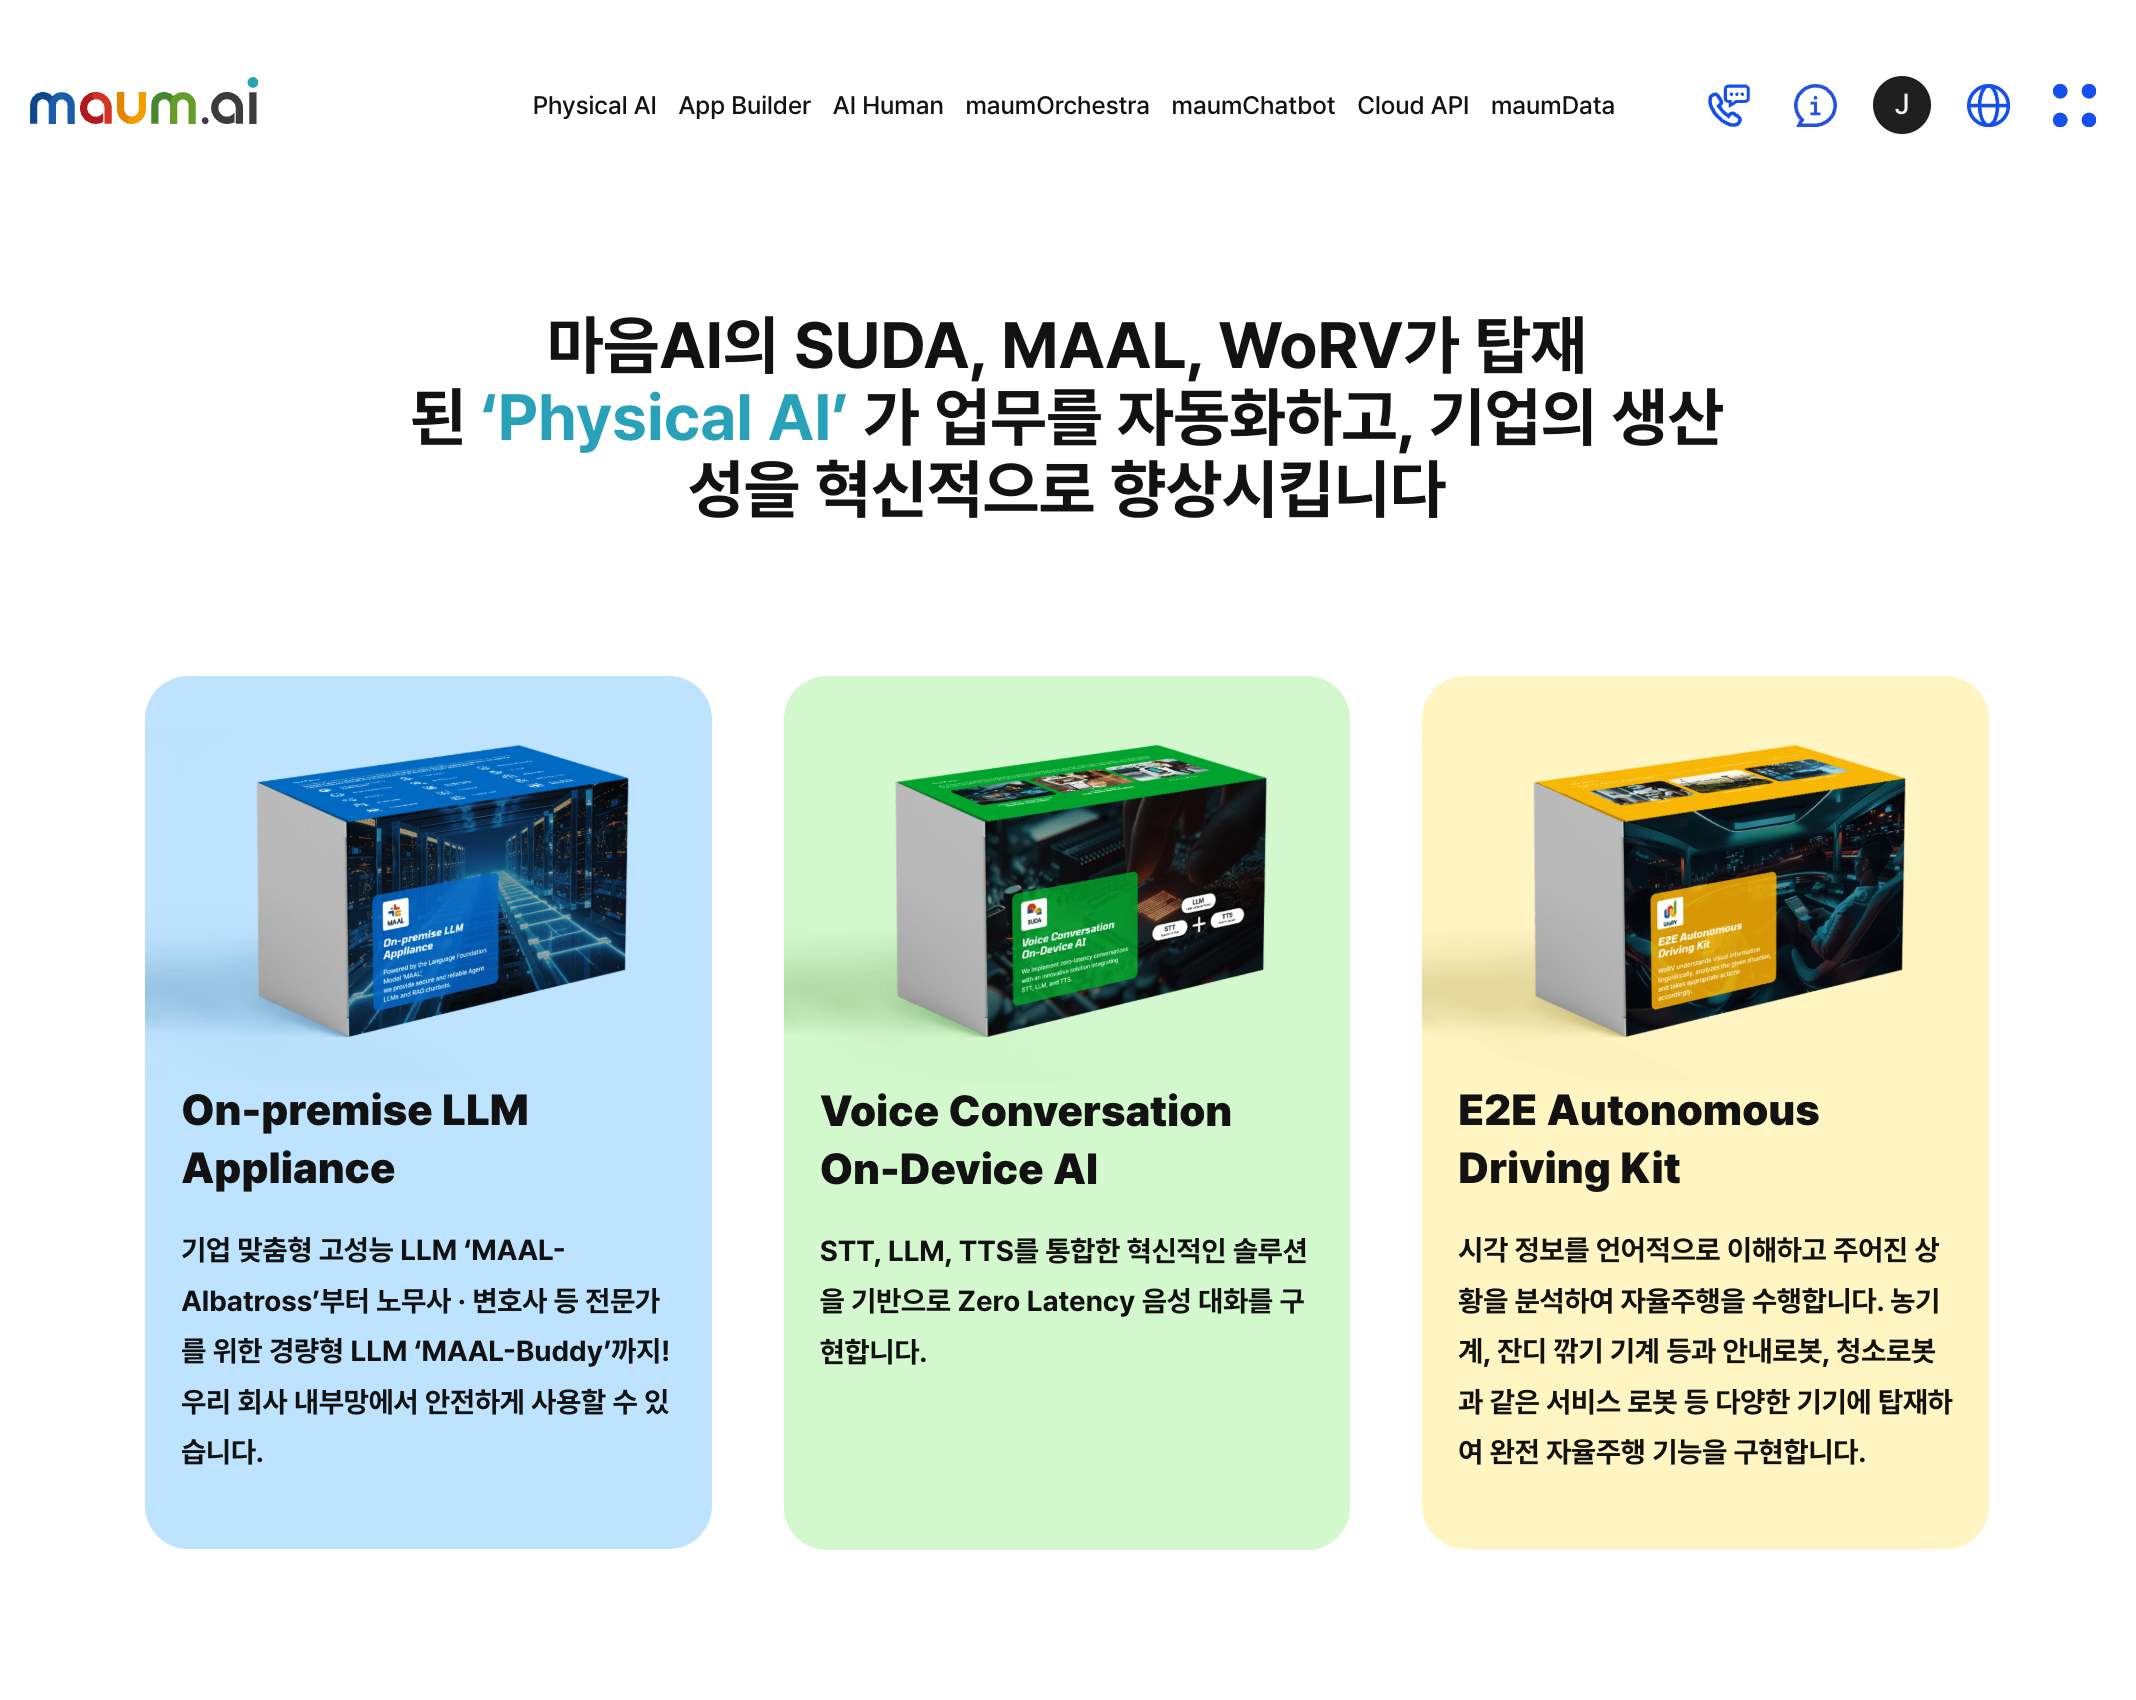 maum.ai
Physical AI App Builder AI Human maumOrchestra maumChatbot Cloud API maumData
J
마음AI의 SUDA, MAAL, WoRV가 탑재
된 ‘Physical AI’ 가 업무를 자동화하고, 기업의 생산
성을 혁신적으로 향상시킵니다
MAAL
On-premise LLM
Appliance
Powered by the Language Foundation
Model 'MAAL',
we provide secure and reliable Agent
LLMs and RAG chatbots.
SUDA
Voice Conversation
On-Device AI
We implement zero-latency conversations
with an innovative solution integrating
STT, LLM, and TTS.
LLM
STT
TTS
WoRV
E2E Autonomous
Driving Kit
WoRV understands visual information
linguistically, analyzes the given situation,
and takes appropriate actions
accordingly.
On-premise LLM
Appliance
기업 맞춤형 고성능 LLM ‘MAAL-
Albatross’부터 노무사 · 변호사 등 전문가
를 위한 경량형 LLM ‘MAAL-Buddy’까지!
우리 회사 내부망에서 안전하게 사용할 수 있
습니다.
Voice Conversation
On-Device AI
STT, LLM, TTS를 통합한 혁신적인 솔루션
을 기반으로 Zero Latency 음성 대화를 구
현합니다.
E2E Autonomous
Driving Kit
시각 정보를 언어적으로 이해하고 주어진 상
황을 분석하여 자율주행을 수행합니다. 농기
계, 잔디 깎기 기계 등과 안내로봇, 청소로봇
과 같은 서비스 로봇 등 다양한 기기에 탑재하
여 완전 자율주행 기능을 구현합니다.